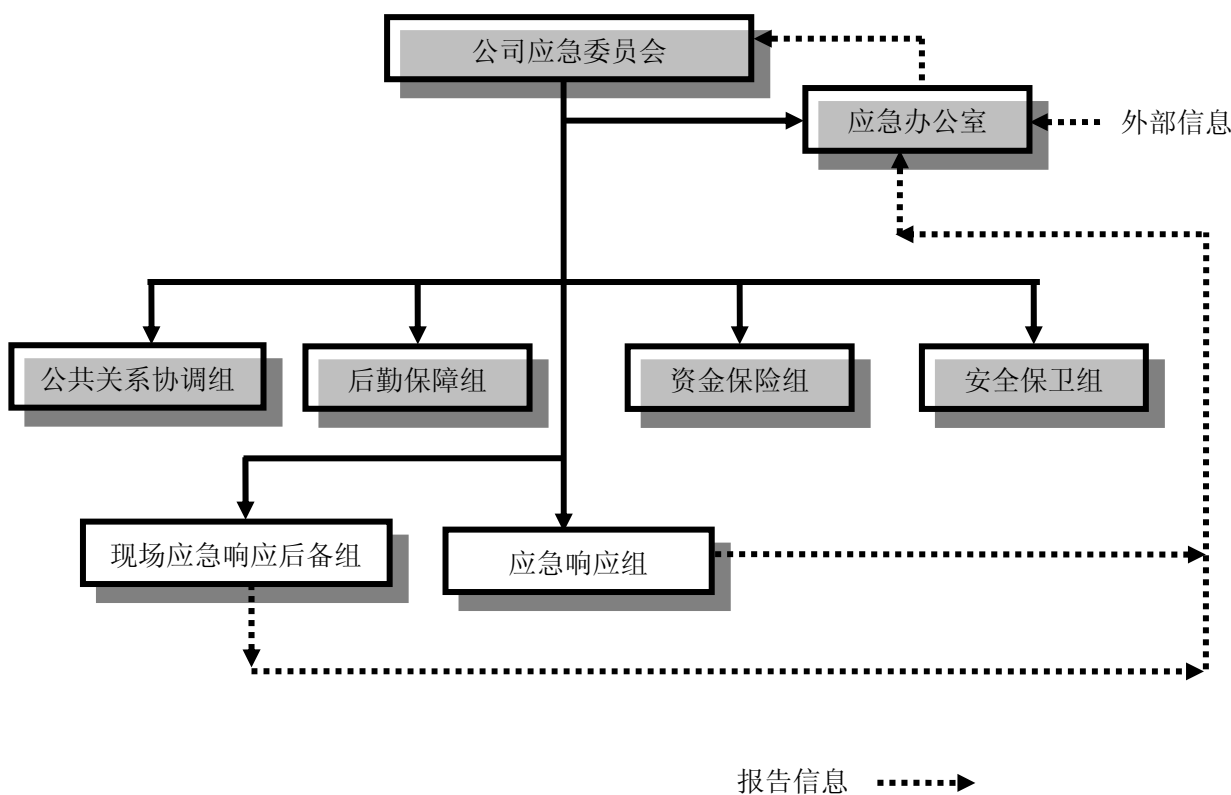 公司应急委员会
应急办公室
外部信息
公共关系协调组
后勤保障组
资金保险组
安全保卫组
现场应急响应后备组
应急响应组
报告信息